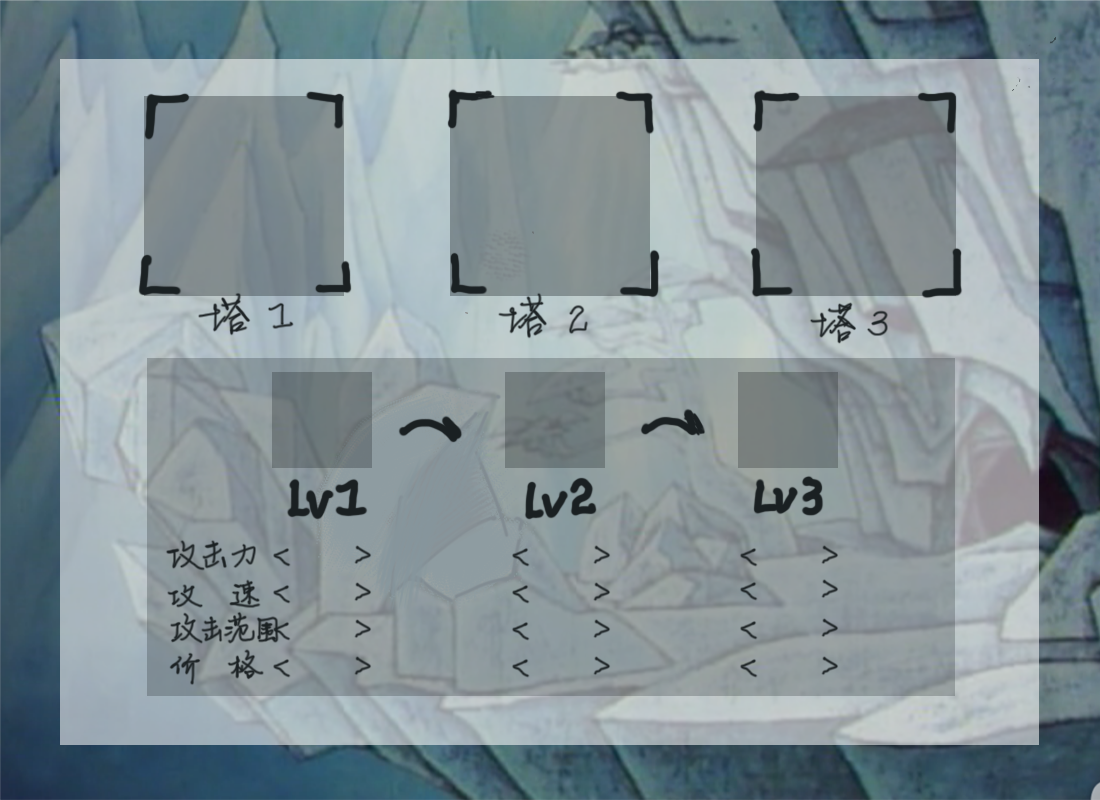 塔1 塔2 塔3
Lv1 Lv2 Lv3
攻击力 < > < > < >
攻速 < > < > < >
攻击范围 < > < > < >
价格 < > < > < >